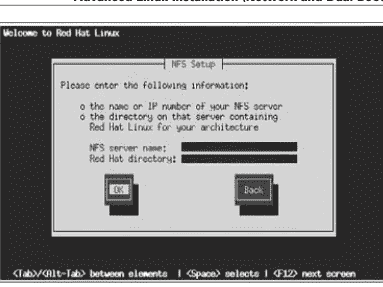 Advanced Linux Installation (Network and Dual Boot
Welcome to Red Hat Linux
NFS Setup
Please enter the following information:
o the name or IP number of your NFS server
o the directory on that server containing
Red Hat Linux for your architecture
NFS server name:
Red Hat directory:
OK
Back
<Tab>/<Alt-Tab> between elements | <Space> selects | <F12> next screen